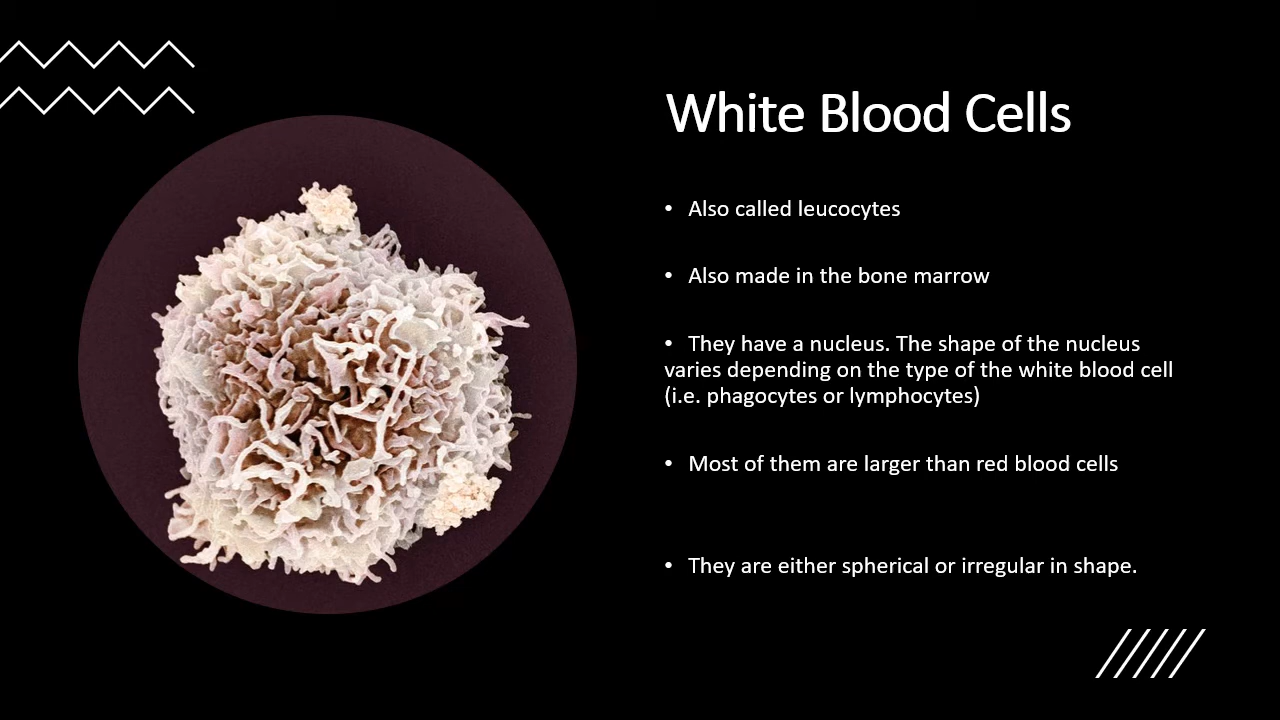 White Blood Cells
• Also called leucocytes
• Also made in the bone marrow
• They have a nucleus. The shape of the nucleus
varies depending on the type of the white blood cell
(i.e. phagocytes or lymphocytes)
• Most of them are larger than red blood cells
• They are either spherical or irregular in shape.